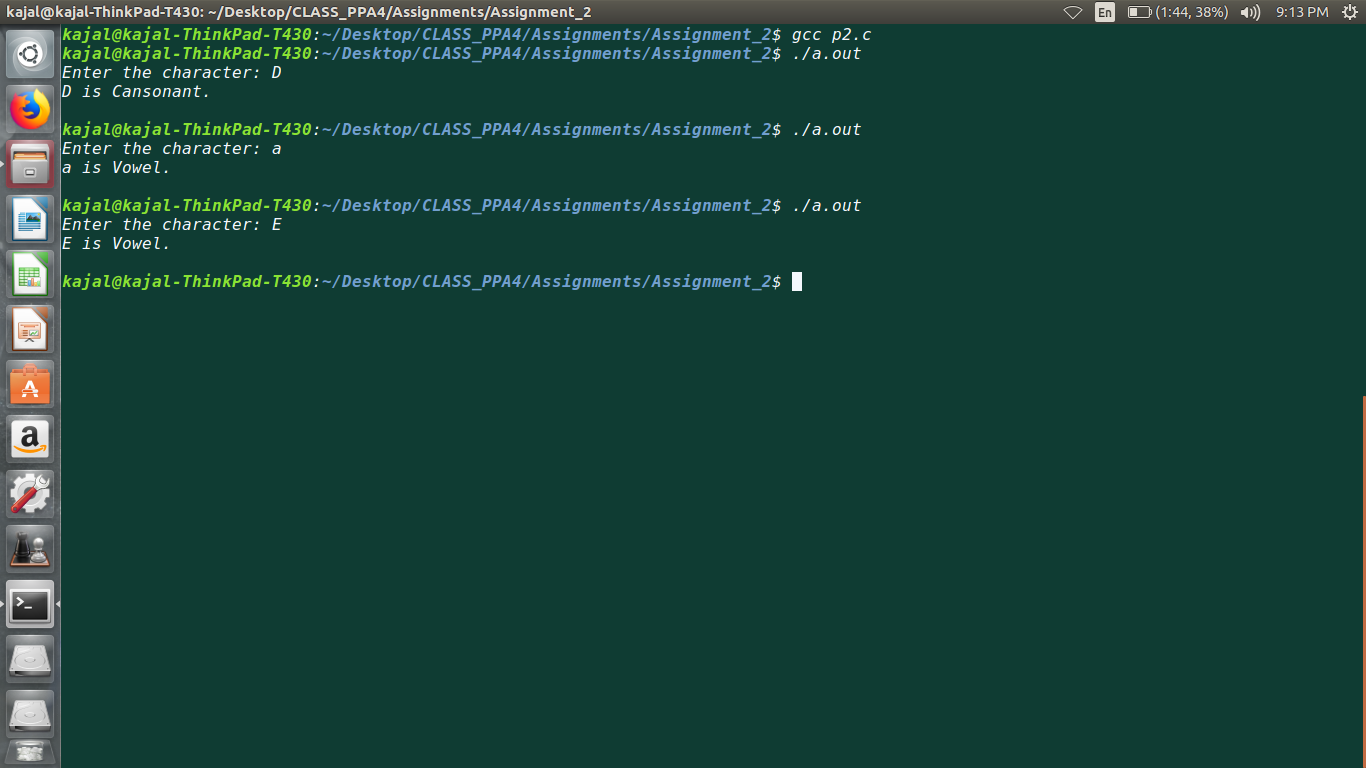 kajal@kajal-ThinkPad-T430: ~/Desktop/CLASS_PPA4/Assignments/Assignment_2 En (1:44, 38%) 9:13 PM
kajal@kajal-ThinkPad-T430:~/Desktop/CLASS_PPA4/Assignments/Assignment_2$ gcc p2.c
kajal@kajal-ThinkPad-T430:~/Desktop/CLASS_PPA4/Assignments/Assignment_2$ ./a.out
Enter the character: D
D is Cansonant.
kajal@kajal-ThinkPad-T430:~/Desktop/CLASS_PPA4/Assignments/Assignment_2$ ./a.out
Enter the character: a
a is Vowel.
kajal@kajal-ThinkPad-T430:~/Desktop/CLASS_PPA4/Assignments/Assignment_2$ ./a.out
Enter the character: E
E is Vowel.
kajal@kajal-ThinkPad-T430:~/Desktop/CLASS_PPA4/Assignments/Assignment_2$